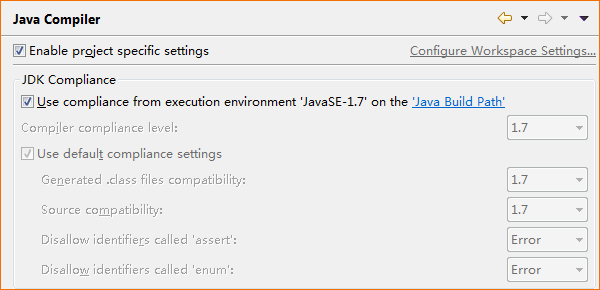 Java Compiler
Enable project specific settings
Configure Workspace Settings...
JDK Compliance
Use compliance from execution environment 'JavaSE-1.7' on the 'Java Build Path'
Compiler compliance level:
1.7
Use default compliance settings
Generated .class files compatibility:
1.7
Source compatibility:
1.7
Disallow identifiers called 'assert':
Error
Disallow identifiers called 'enum':
Error